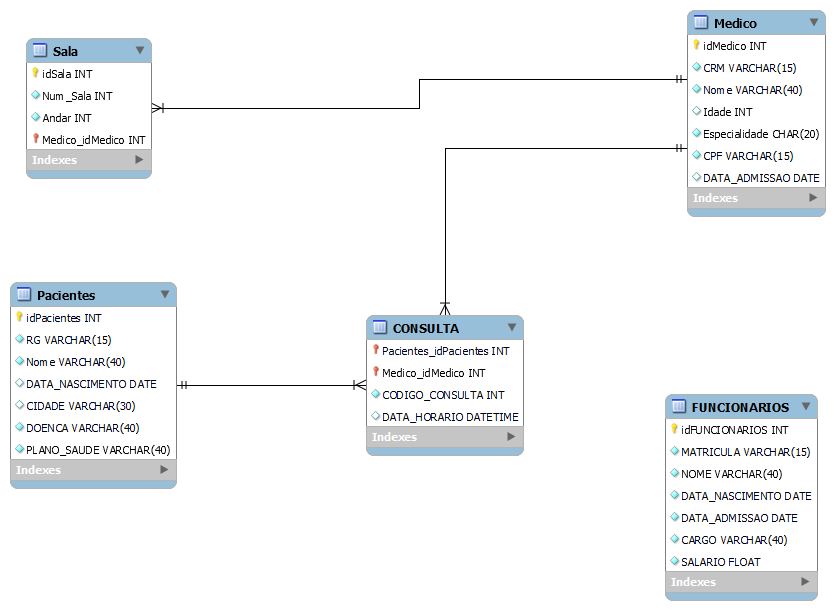 Sala
idSala INT
Num_Sala INT
Andar INT
Medico_idMedico INT
Indexes
Medico
idMedico INT
CRM VARCHAR(15)
Nome VARCHAR(40)
Idade INT
Especialidade CHAR(20)
CPF VARCHAR(15)
DATA_ADMISSAO DATE
Indexes
Pacientes
idPacientes INT
RG VARCHAR(15)
Nome VARCHAR(40)
DATA_NASCIMENTO DATE
CIDADE VARCHAR(30)
DOENCA VARCHAR(40)
PLANO_SAUDE VARCHAR(40)
Indexes
CONSULTA
Pacientes_idPacientes INT
Medico_idMedico INT
CODIGO_CONSULTA INT
DATA_HORARIO DATETIME
Indexes
FUNCIONARIOS
idFUNCIONARIOS INT
MATRICULA VARCHAR(15)
NOME VARCHAR(40)
DATA_NASCIMENTO DATE
DATA_ADMISSAO DATE
CARGO VARCHAR(40)
SALARIO FLOAT
Indexes